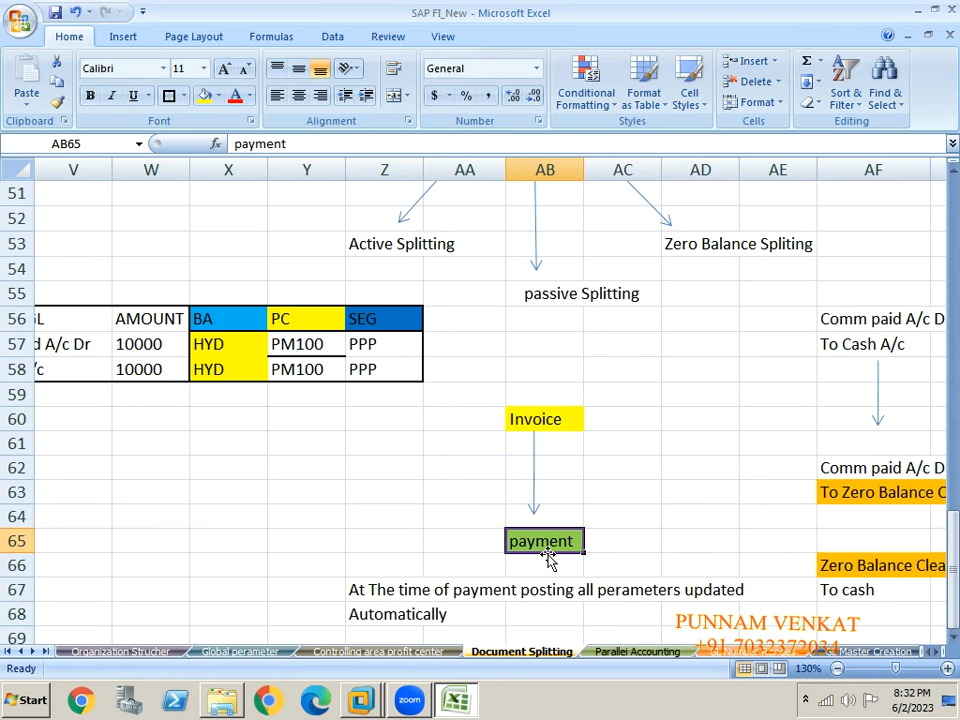 SAP FI_New - Microsoft Excel
Home Insert Page Layout Formulas Data Review View
Paste
Calibri 11
General
Conditional Formatting
Format as Table
Cell Styles
Insert
Delete
Format
Sort & Filter
Find & Select
Clipboard Font Alignment Number Styles Cells Editing
AB65 fx payment
V W X Y Z AA AB AC AD AE AF
51
52
53 Active Splitting Zero Balance Spliting
54
55 passive Splitting
56 GL AMOUNT BA PC SEG Comm paid A/c D
57 d A/c Dr 10000 HYD PM100 PPP To Cash A/c
58 /c 10000 HYD PM100 PPP
59
60 Invoice
61
62 Comm paid A/c D
63 To Zero Balance C
64
65 payment
66 Zero Balance Clea
67 At The time of payment posting all perameters updated To cash
68 Automatically
69
PUNNAM VENKAT
+91 7032372034
Organization Strucher Global perameter Controlling area profit center Document Splitting Parallei Accounting Master Creation
Ready 130%
Start zoom 8:32 PM
6/2/2023